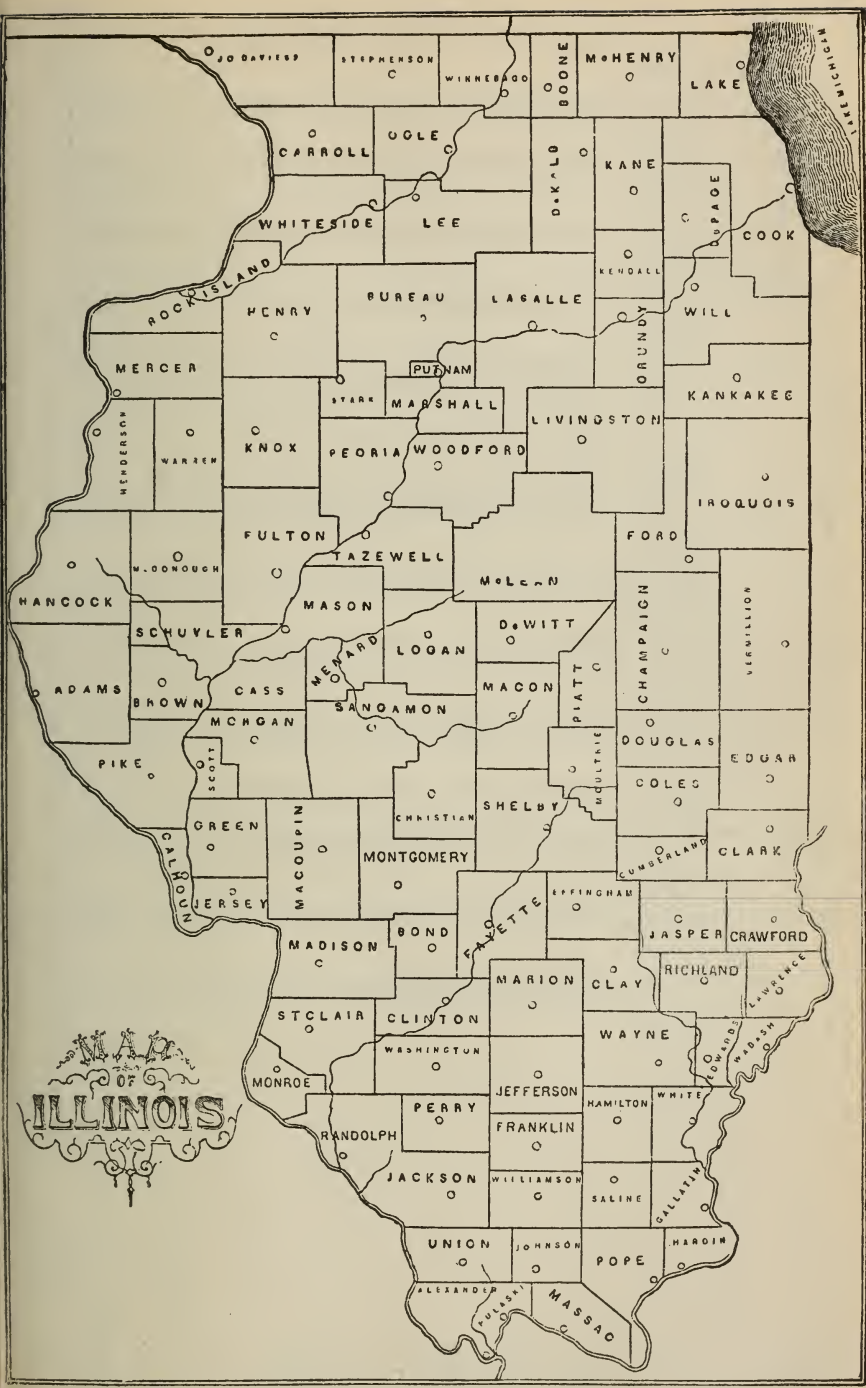 JO DAVIESS
STEPHENSON
WINNEBAGO
BOONE
McHENRY
LAKE
LAKE MICHIGAN
CARROLL
OGLE
DeKALB
KANE
DUPAGE
COOK
WHITESIDE
LEE
KENDALL
ROCK ISLAND
HENRY
BUREAU
LASALLE
GRUNDY
WILL
MERCER
PUTNAM
STARK
MARSHALL
KANKAKEE
LIVINGSTON
HENDERSON
WARREN
KNOX
PEORIA
WOODFORD
IROQUOIS
FULTON
FORD
TAZEWELL
McDONOUGH
McLEAN
HANCOCK
MASON
SCHUYLER
DeWITT
CHAMPAIGN
VERMILLION
MENARD
LOGAN
ADAMS
BROWN
CASS
MACON
PIATT
SANGAMON
MORGAN
PIKE
SCOTT
DOUGLAS
EDGAR
MOULTRIE
COLES
SHELBY
CHRISTIAN
GREEN
MACOUPIN
CALHOUN
MONTGOMERY
CUMBERLAND
CLARK
JERSEY
EFFINGHAM
FAYETTE
BOND
JASPER
CRAWFORD
MADISON
MARION
CLAY
RICHLAND
LAWRENCE
ST CLAIR
CLINTON
WAYNE
EDWARDS
WABASH
WASHINGTON
MONROE
JEFFERSON
HAMILTON
WHITE
PERRY
FRANKLIN
RANDOLPH
JACKSON
WILLIAMSON
SALINE
GALLATIN
UNION
JOHNSON
POPE
HARDIN
ALEXANDER
PULASKI
MASSAC
MAP
OF
ILLINOIS